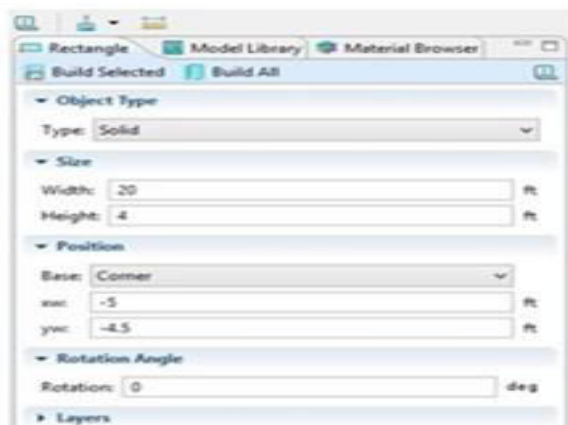 Rectangle Model Library Material Browser
Build Selected Build All
Object Type
Type: Solid
Size
Width: 20 ft
Height: 4 ft
Position
Base: Corner
xw: -5 ft
yw: -4.5 ft
Rotation Angle
Rotation: 0 deg
Layers